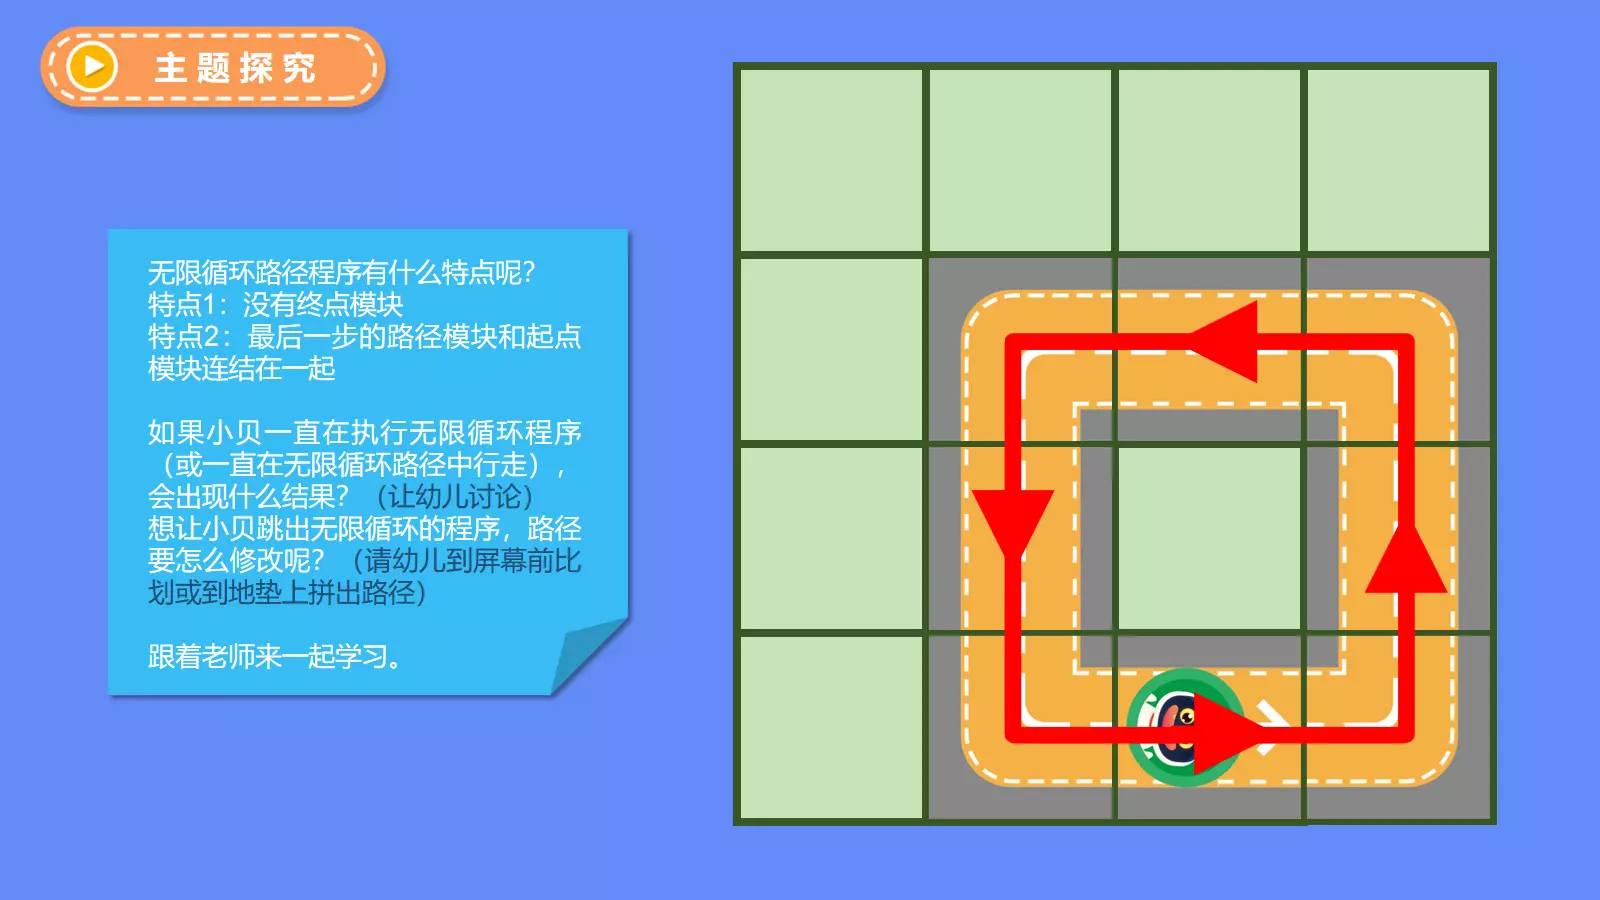 主题探究
无限循环路径程序有什么特点呢？
特点1：没有终点模块
特点2：最后一步的路径模块和起点
模块连结在一起
如果小贝一直在执行无限循环程序
（或一直在无限循环路径中行走），
会出现什么结果？（让幼儿讨论）
想让小贝跳出无限循环的程序，路径
要怎么修改呢？（请幼儿到屏幕前比
划或到地垫上拼出路径）
跟着老师来一起学习。